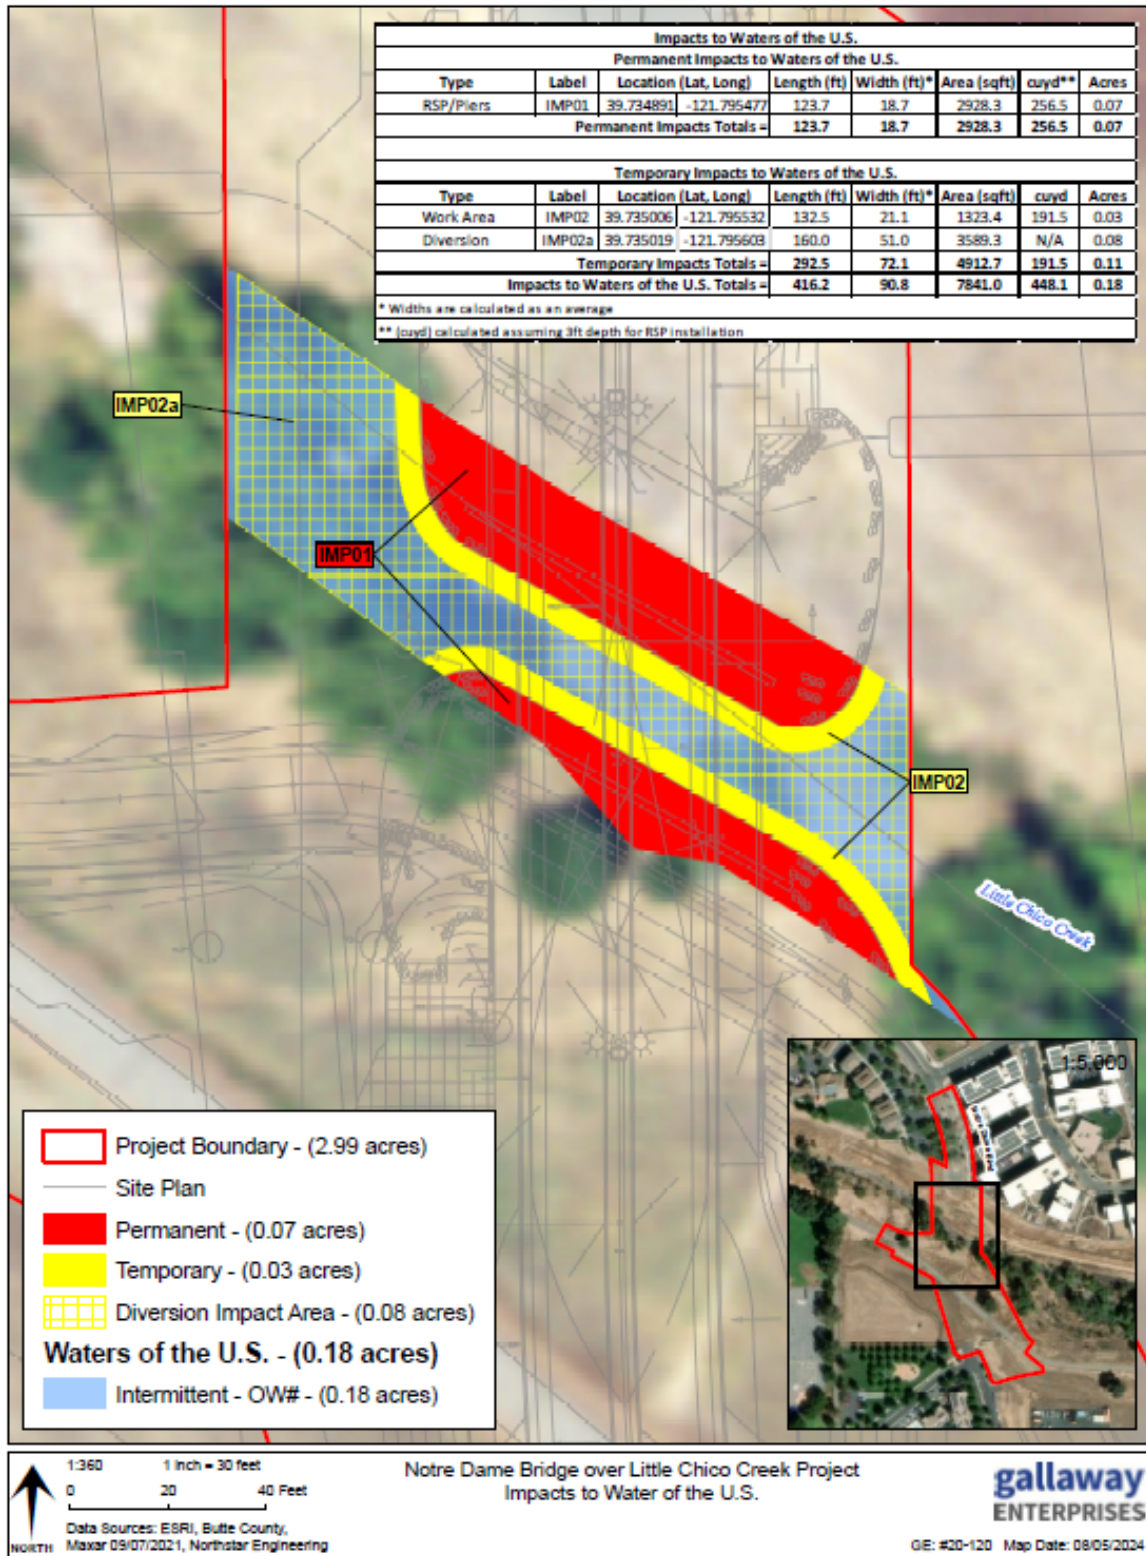 Impacts to Waters of the U.S.
Permanent Impacts to Waters of the U.S.
Type Label Location (Lat, Long) Length (ft) Width (ft)* Area (sqft) cuyd** Acres
RSP/Piers IMP01 39.734891 -121.795477 123.7 18.7 2928.3 256.5 0.07
Permanent Impacts Totals = 123.7 18.7 2928.3 256.5 0.07
Temporary Impacts to Waters of the U.S.
Type Label Location (Lat, Long) Length (ft) Width (ft)* Area (sqft) cuyd Acres
Work Area IMP02 39.735006 -121.795532 132.5 21.1 1323.4 191.5 0.03
Diversion IMP02a 39.735019 -121.795603 160.0 51.0 3589.3 N/A 0.08
Temporary Impacts Totals = 292.5 72.1 4912.7 191.5 0.11
Impacts to Waters of the U.S. Totals = 416.2 90.8 7841.0 448.1 0.18
* Widths are calculated as an average
** (cuyd) calculated assuming 3ft depth for RSP Installation
IMP02a
IMP01
IMP02
Little Chico Creek
1:5,000
Notre Dame Blvd
Project Boundary - (2.99 acres)
Site Plan
Permanent - (0.07 acres)
Temporary - (0.03 acres)
Diversion Impact Area - (0.08 acres)
Waters of the U.S. - (0.18 acres)
Intermittent - OW# - (0.18 acres)
NORTH
1:360 1 inch = 30 feet
0 20 40 Feet
Data Sources: ESRI, Butte County,
Maxar 09/07/2021, Northstar Engineering
Notre Dame Bridge over Little Chico Creek Project
Impacts to Water of the U.S.
gallaway
ENTERPRISES
GE: #20-120 Map Date: 08/05/2024